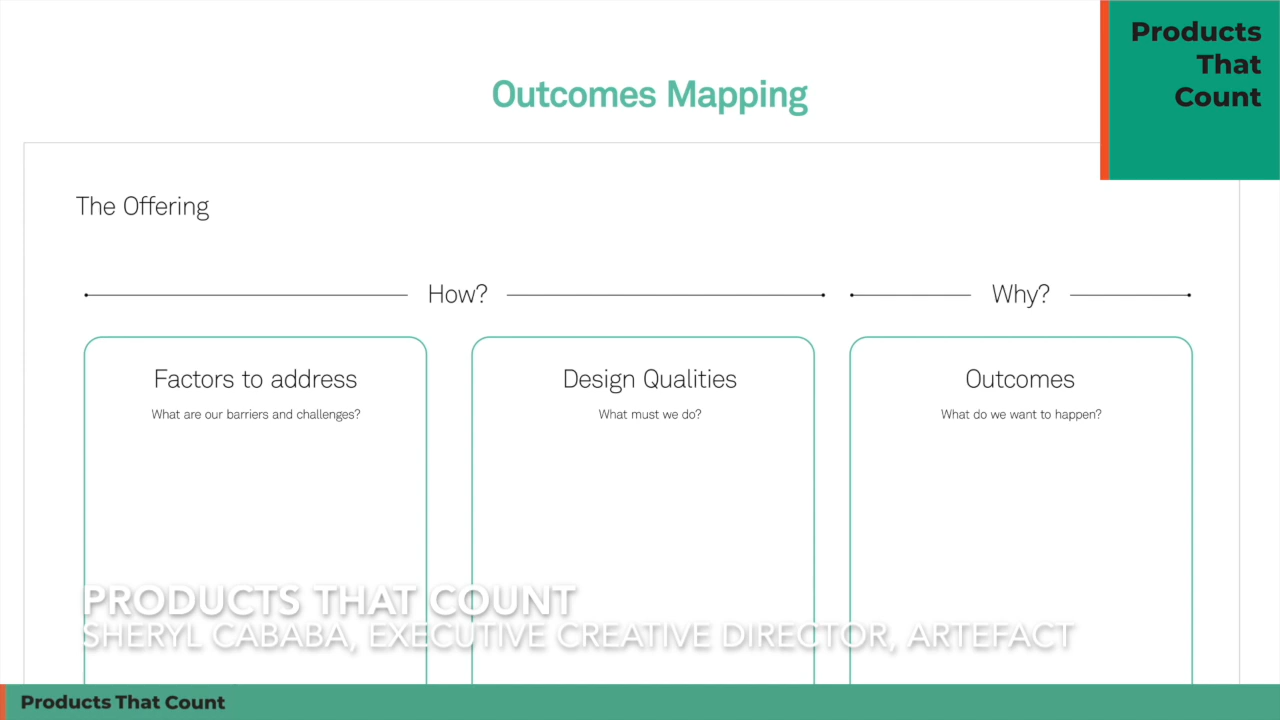 Products
That
Count
Outcomes Mapping
The Offering
How?
Why?
Factors to address
Design Qualities
Outcomes
What are our barriers and challenges?
What must we do?
What do we want to happen?
PRODUCTS THAT COUNT
SHERYL CABABA, EXECUTIVE CREATIVE DIRECTOR, ARTEFACT
Products That Count